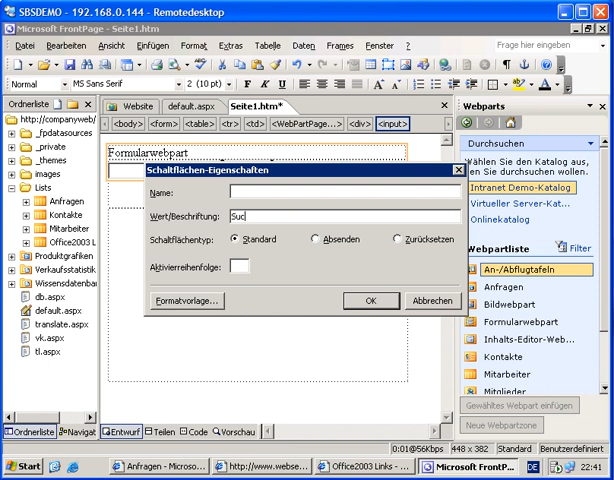 SBSDEMO - 192.168.0.144 - Remotedesktop
Microsoft FrontPage - Seite1.htm
Datei Bearbeiten Ansicht Einfügen Format Extras Tabelle Daten Frames Fenster ? Frage hier eingeben
Normal MS Sans Serif 2 (10 pt) F K U
Ordnerliste
http://companyweb/
_fpdatasources
_private
_themes
images
Lists
Anfragen
Kontakte
Mitarbeiter
Office2003 L
Produktgrafiken
Verkaufsstatistik
Wissensdatenban
db.aspx
default.aspx
translate.aspx
vk.aspx
tl.aspx
Ordnerliste Navigat
Website default.aspx Seite1.htm*
<body> <form> <table> <tr> <td> <WebPartPage... <div> <input>
Formularwebpart
Schaltflächen-Eigenschaften
Name:
Wert/Beschriftung: Suc
Schaltflächentyp: Standard Absenden Zurücksetzen
Aktivierreihenfolge:
Formatvorlage... OK Abbrechen
Entwurf Teilen Code Vorschau
Webparts
Durchsuchen
Wählen Sie den Katalog aus,
Intranet Demo-Katalog
Virtueller Server-Kat...
Onlinekatalog
Webpartliste Filter
An-/Abflugtafeln
Anfragen
Bildwebpart
Formularwebpart
Inhalts-Editor-Web...
Kontakte
Mitarbeiter
Mitglieder
Gewähltes Webpart einfügen
Neue Webpartzone
0:01@56Kbps 448 x 382 Standard Benutzerdefiniert
Start Anfragen - Microso... http://www.webse... Office2003 Links - ... Microsoft FrontP... DE 22:41